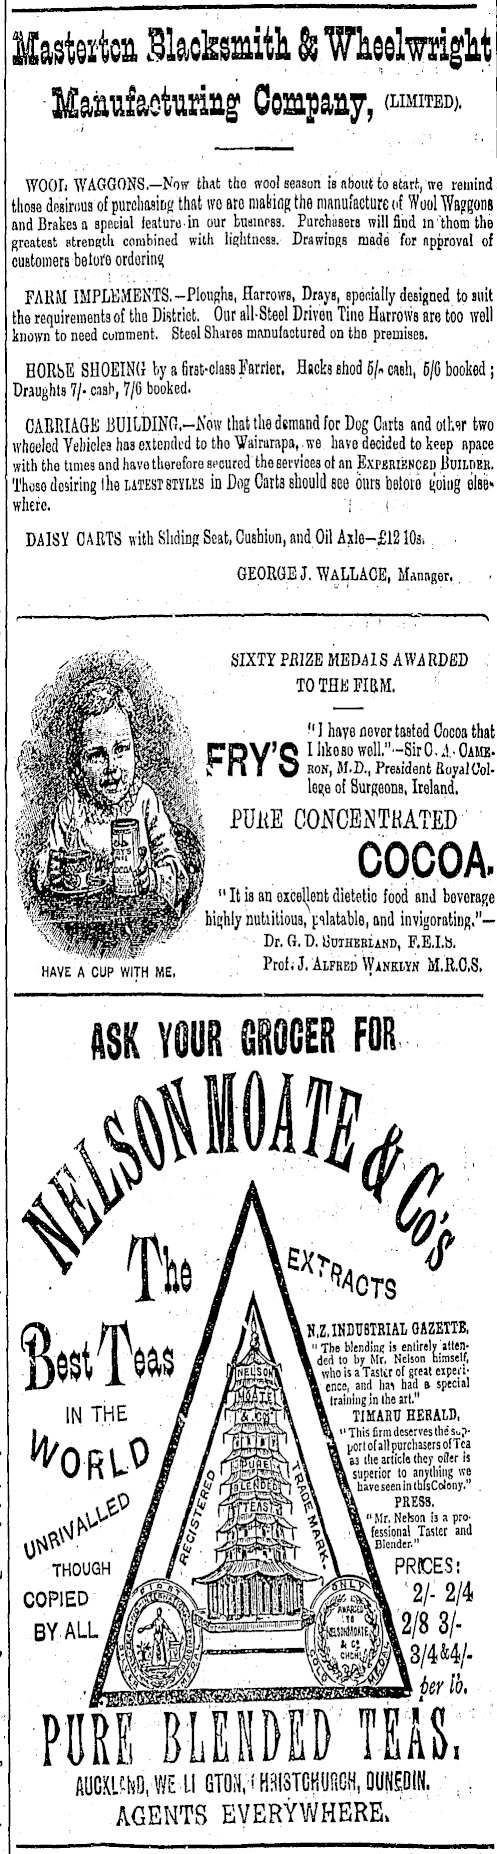 Masterton Blacksmith & Wheelwright
Manufacturing Company, (LIMITED).
WOOL WAGGONS.—Now that the wool season is about to start, we remind
those desirous of purchasing that we are making the manufacture of Wool Waggons
and Brakes a special feature in our business. Purchasers will find in them the
greatest strength combined with lightness. Drawings made for approval of
customers before ordering
FARM IMPLEMENTS.—Ploughs, Harrows, Drays, specially designed to suit
the requirements of the District. Our all-Steel Driven Tine Harrows are too well
known to need comment. Steel Shares manufactured on the premises.
HORSE SHOEING by a first-class Farrier. Hacks shod 5/- cash, 5/6 booked;
Draughts 7/- cash, 7/6 booked.
CARRIAGE BUILDING.—Now that the demand for Dog Carts and other two
wheeled Vehicles has extended to the Wairarapa, we have decided to keep apace
with the times and have therefore secured the services of an EXPERIENCED BUILDER.
Those desiring the LATEST STYLES in Dog Carts should see ours before going else-
where.
DAISY CARTS with Sliding Seat, Cushion, and Oil Axle—£12 10s.
GEORGE J. WALLACE, Manager.
SIXTY PRIZE MEDALS AWARDED
TO THE FIRM.
FRY'S
"I have never tasted Cocoa that
I like so well."—Sir C. A. CAME-
RON, M.D., President Royal Col-
lege of Surgeons, Ireland.
PURE CONCENTRATED
COCOA.
"It is an excellent dietetic food and beverage
highly nutritious, palatable, and invigorating."—
Dr. G. D. SUTHERLAND, F.E.I.S.
Prof. J. ALFRED WANKLYN M.R.C.S.
HAVE A CUP WITH ME.
ASK YOUR GROCER FOR
NELSON MOATE & Co's
The
Best Teas
IN THE
WORLD
UNRIVALLED
THOUGH
COPIED
BY ALL
EXTRACTS
N.Z. INDUSTRIAL GAZETTE,
"The blending is entirely atten-
ded to by Mr. Nelson himself,
who is a Taster of great experi-
ence, and has had a special
training in the art."
TIMARU HERALD,
"This firm deserves the sup-
port of all purchasers of Tea
as the article they offer is
superior to anything we
have seen in this Colony."
PRESS.
"Mr. Nelson is a pro-
fessional Taster and
Blender."
PRICES:
2/- 2/4
2/8 3/-
3/4 & 4/-
per lb.
NELSON
MOATE
& CO
PURE
BLENDED
TEAS
REGISTERED
TRADE MARK.
ONLY
AWARDED
TO
NELSON MOATE
& CO
CHCH
GOLD MEDAL
PURE BLENDED TEAS.
AUCKLAND, WELLINGTON, CHRISTCHURCH, DUNEDIN.
AGENTS EVERYWHERE.